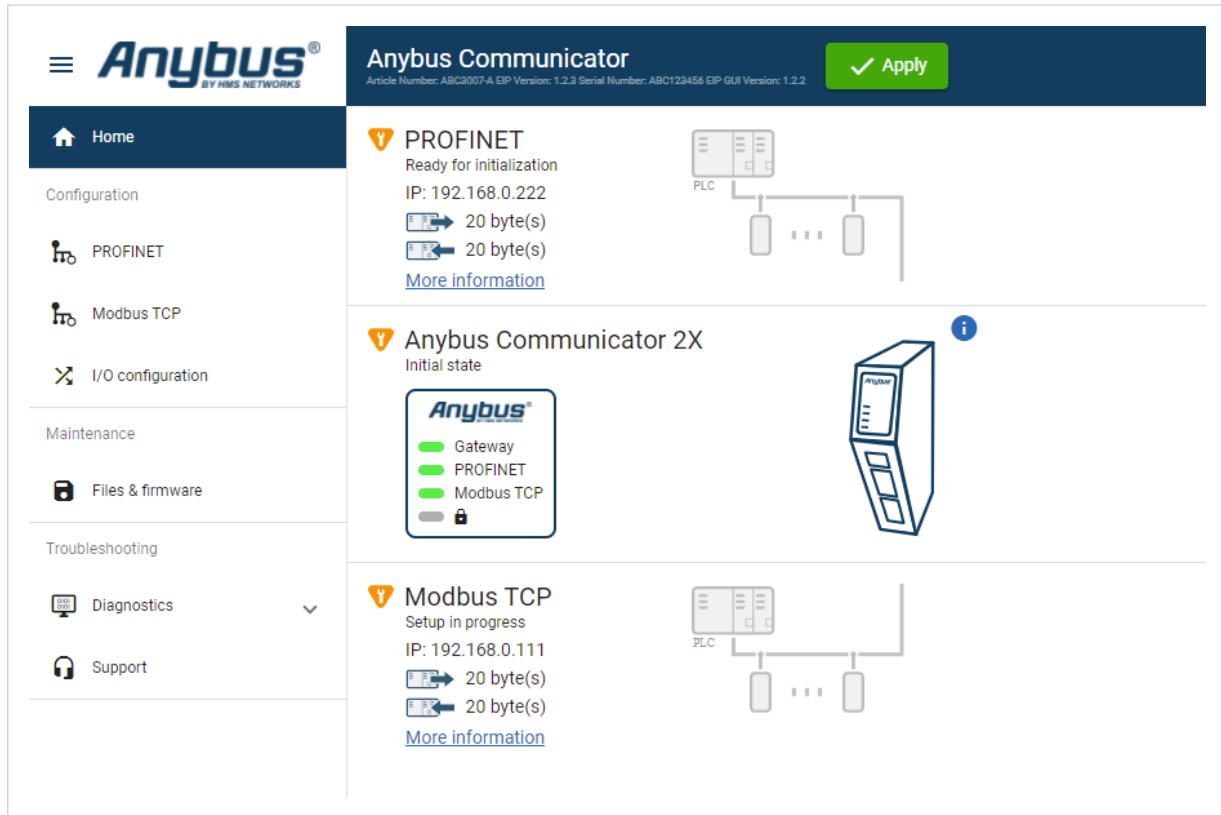 Anybus®
BY HMS NETWORKS
Anybus Communicator
Article Number: ABC3007-A EIP Version: 1.2.3 Serial Number: ABC123456 EIP GUI Version: 1.2.2
Apply
Home
Configuration
PROFINET
Modbus TCP
I/O configuration
Maintenance
Files & firmware
Troubleshooting
Diagnostics
Support
PROFINET
Ready for initialization
IP: 192.168.0.222
20 byte(s)
20 byte(s)
More information
PLC
Anybus Communicator 2X
Initial state
Anybus®
BY HMS NETWORKS
Gateway
PROFINET
Modbus TCP
Anybus
Modbus TCP
Setup in progress
IP: 192.168.0.111
20 byte(s)
20 byte(s)
More information
PLC